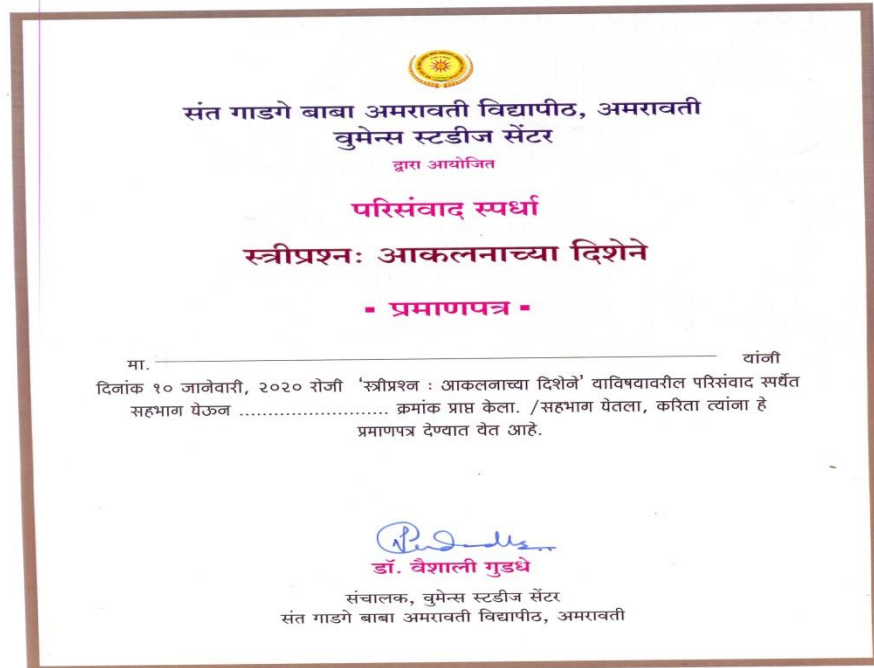 संत गाडगे बाबा अमरावती विद्यापीठ, अमरावती
वुमेन्स स्टडीज सेंटर
द्वारा आयोजित
परिसंवाद स्पर्धा
स्त्रीप्रश्न: आकलनाच्या दिशेने
- प्रमाणपत्र -
मा. यांनी
दिनांक १० जानेवारी, २०२० रोजी 'स्त्रीप्रश्न : आकलनाच्या दिशेने' याविषयावरील परिसंवाद स्पर्धेत
सहभाग घेऊन ......................... क्रमांक प्राप्त केला. /सहभाग घेतला, करिता त्यांना हे
प्रमाणपत्र देण्यात येत आहे.
डॉ. वैशाली गुडधे
संचालक, वुमेन्स स्टडीज सेंटर
संत गाडगे बाबा अमरावती विद्यापीठ, अमरावती